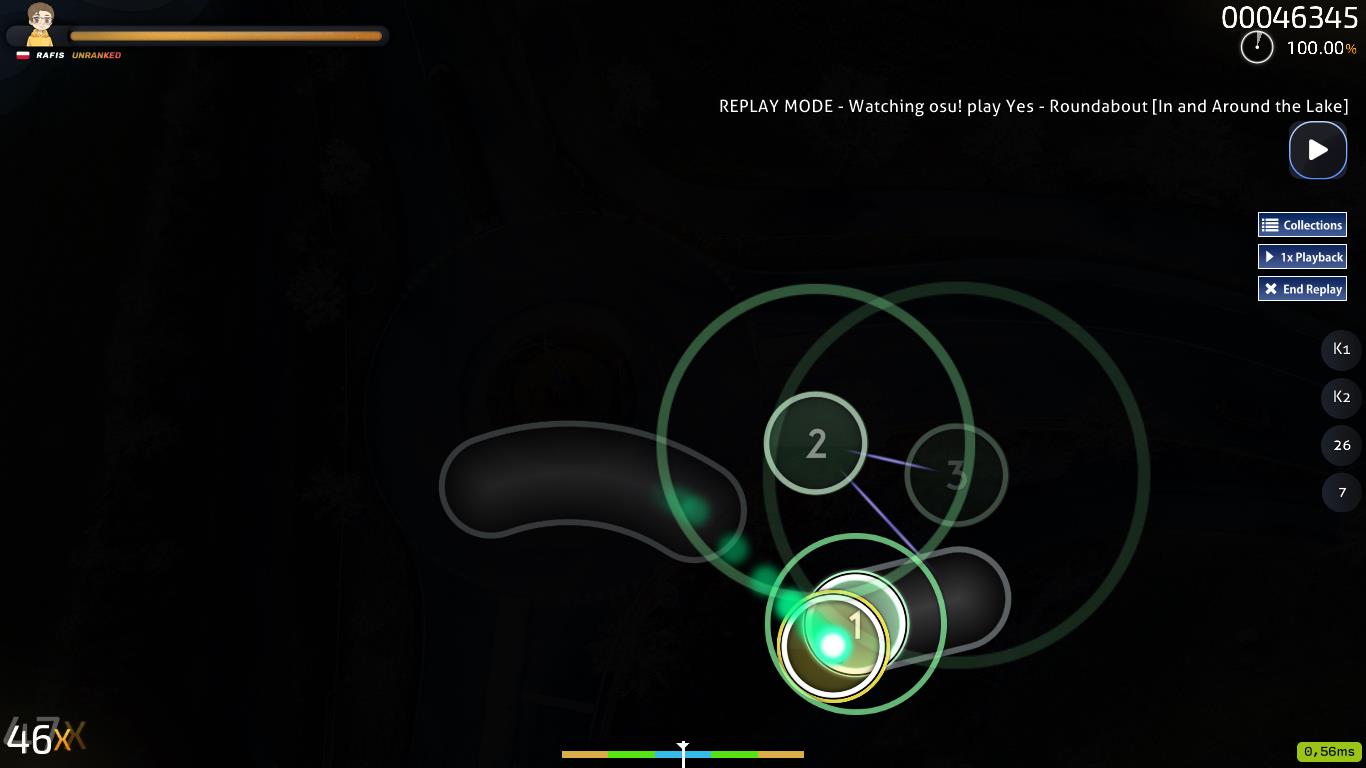 00046345
100.00%
RAFIS UNRANKED
REPLAY MODE - Watching osu! play Yes - Roundabout [In and Around the Lake]
Collections
1x Playback
End Replay
K1
K2
26
7
2
3
1
46x
0,56ms